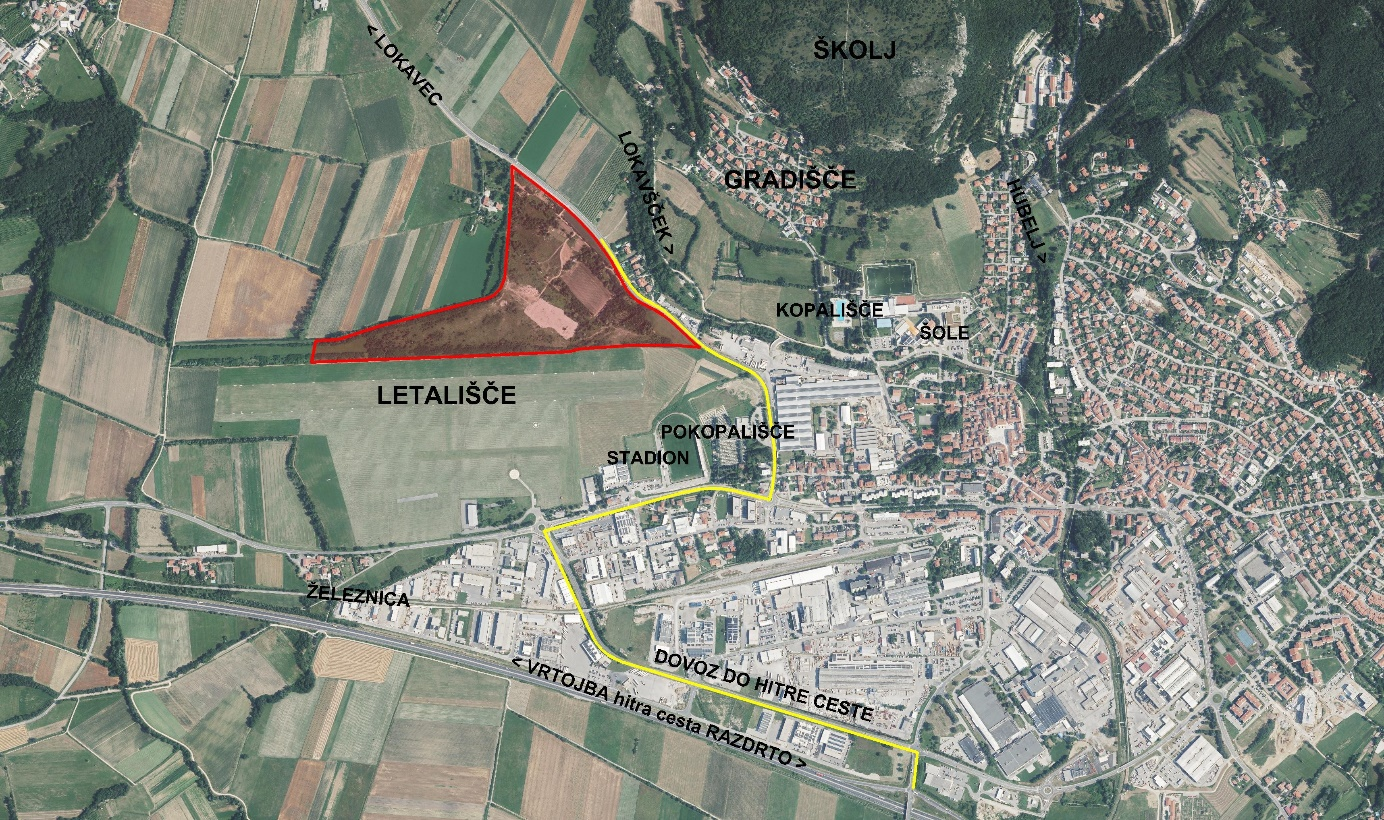 < LOKAVEC
ŠKOLJ
LOKAVŠČEK >
GRADIŠČE
HUBELJ >
KOPALIŠČE
ŠOLE
LETALIŠČE
POKOPALIŠČE
STADION
ŽELEZNICA
DOVOZ DO HITRE CESTE
< VRTOJBA hitra cesta RAZDRTO >